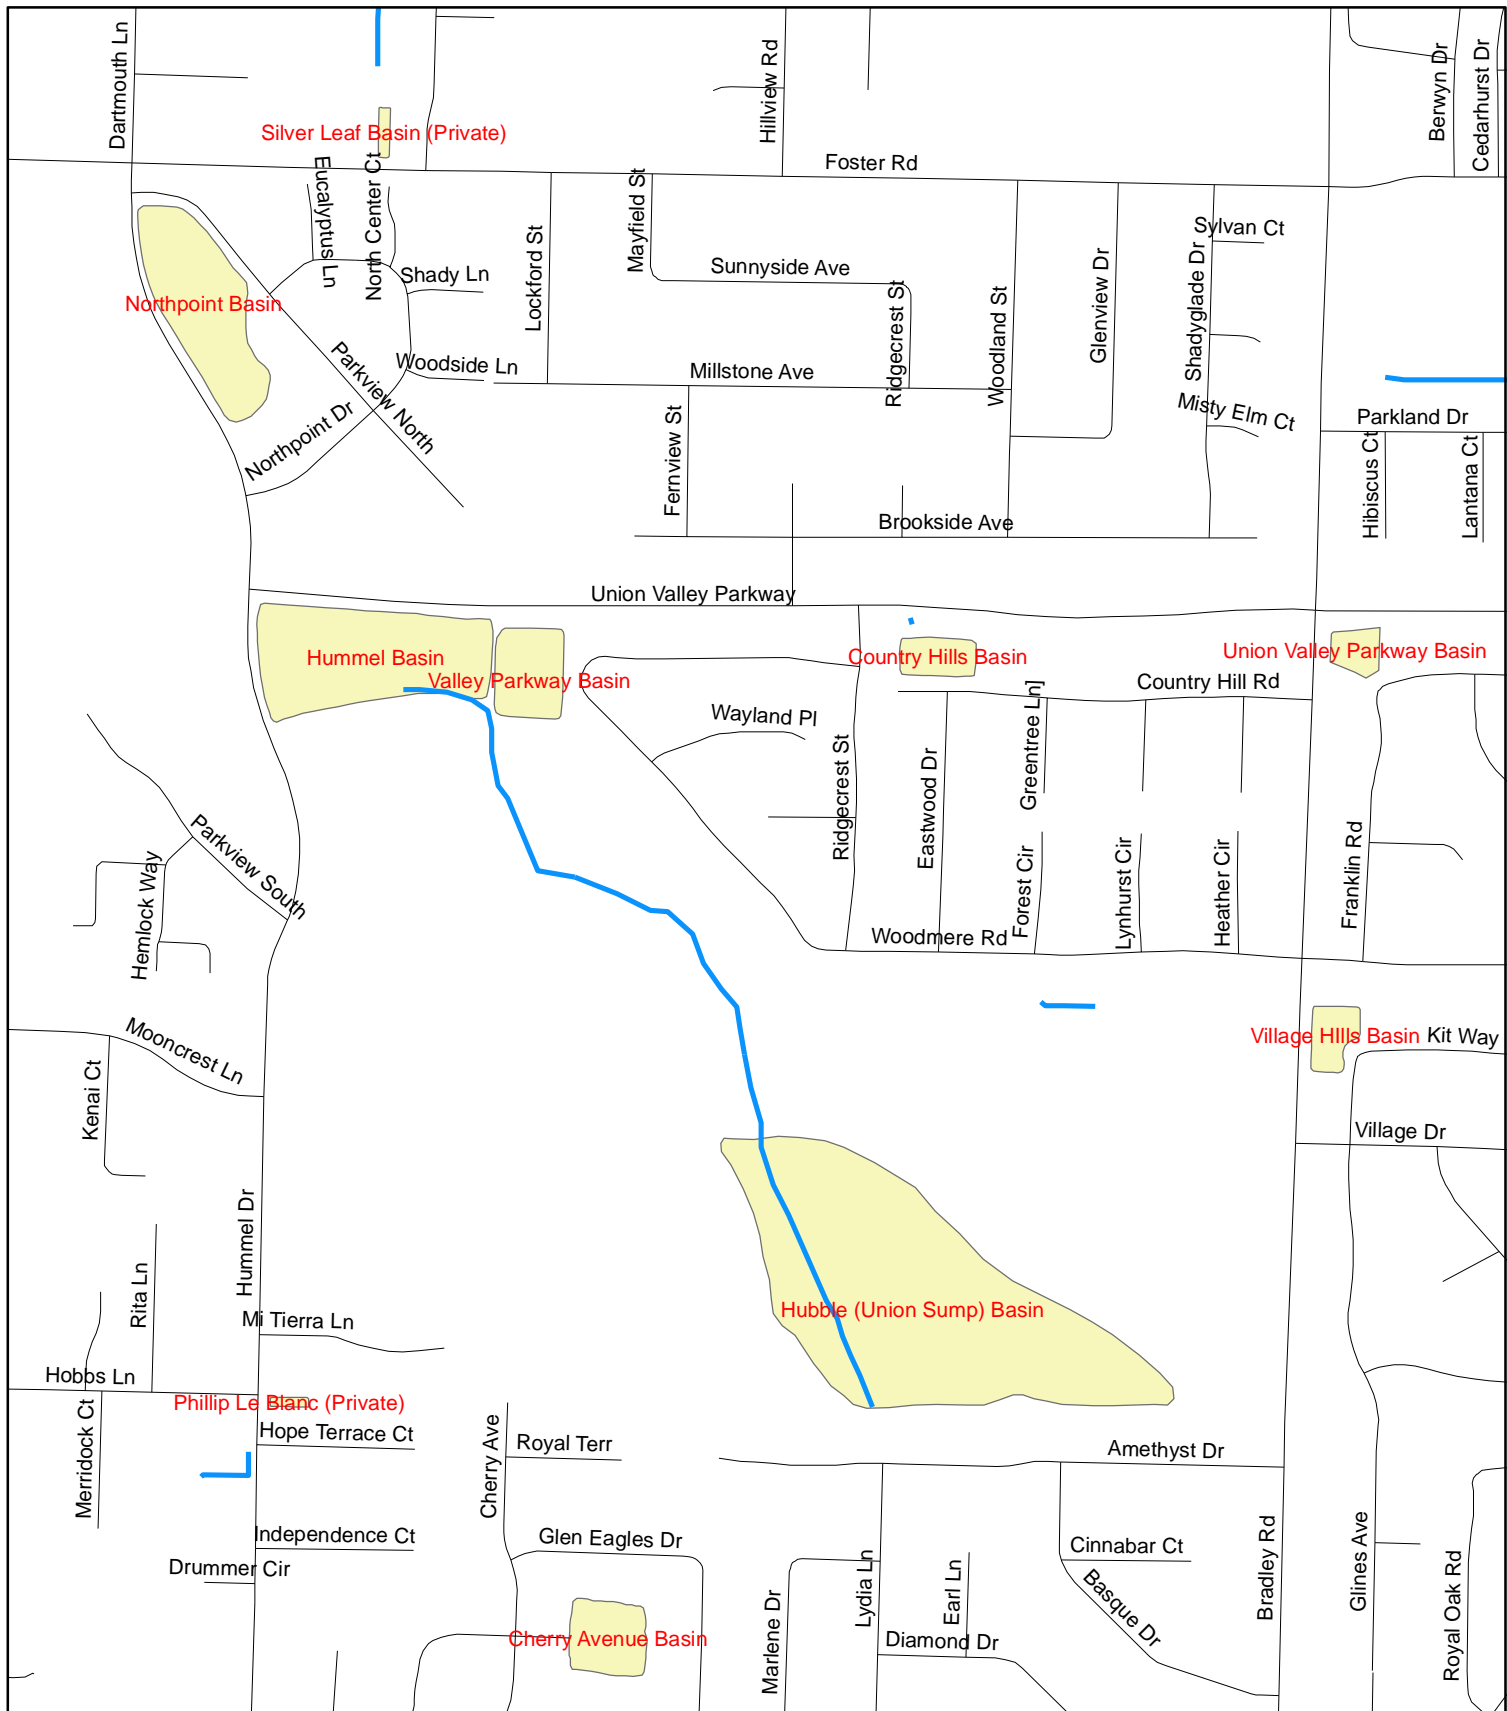 Dartmouth Ln
Hillview Rd
Berwyn Dr
Cedarhurst Dr
Silver Leaf Basin (Private)
Foster Rd
Eucalyptus Ln
North Center Ct
Mayfield St
Lockford St
Shady Ln
Sunnyside Ave
Ridgecrest St
Woodland St
Glenview Dr
Shadyglade Dr
Sylvan Ct
Northpoint Basin
Parkview North
Woodside Ln
Millstone Ave
Misty Elm Ct
Parkland Dr
Northpoint Dr
Fernview St
Hibiscus Ct
Lantana Ct
Brookside Ave
Union Valley Parkway
Hummel Basin
Valley Parkway Basin
Country Hills Basin
Union Valley Parkway Basin
Country Hill Rd
Greentree Ln]
Wayland Pl
Ridgecrest St
Eastwood Dr
Parkview South
Hemlock Way
Forest Cir
Lynhurst Cir
Heather Cir
Franklin Rd
Woodmere Rd
Mooncrest Ln
Kenai Ct
Village HIlls Basin
Kit Way
Village Dr
Hummel Dr
Rita Ln
Mi Tierra Ln
Hubble (Union Sump) Basin
Hobbs Ln
Phillip Le Blanc (Private)
Merridock Ct
Hope Terrace Ct
Cherry Ave
Royal Terr
Amethyst Dr
Independence Ct
Glen Eagles Dr
Drummer Cir
Cinnabar Ct
Lydia Ln
Earl Ln
Basque Dr
Bradley Rd
Glines Ave
Royal Oak Rd
Cherry Avenue Basin
Marlene Dr
Diamond Dr